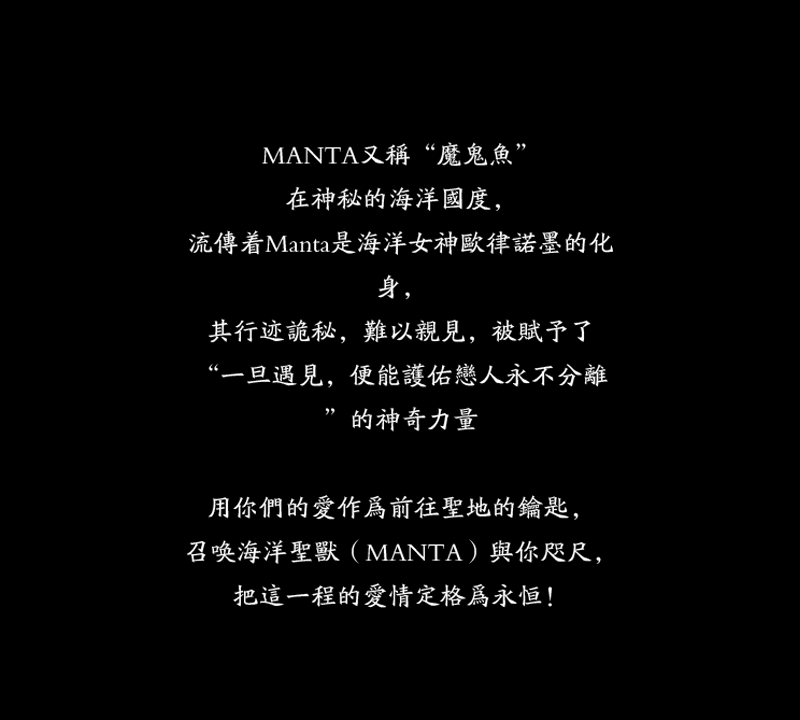 MANTA又稱“魔鬼魚”
在神秘的海洋國度，
流傳着Manta是海洋女神歐律諾墨的化
身，
其行迹詭秘，難以親見，被賦予了
“一旦遇見，便能護佑戀人永不分離
”的神奇力量
用你們的愛作爲前往聖地的鑰匙，
召唤海洋聖獸（MANTA）與你咫尺，
把這一程的愛情定格爲永恒！